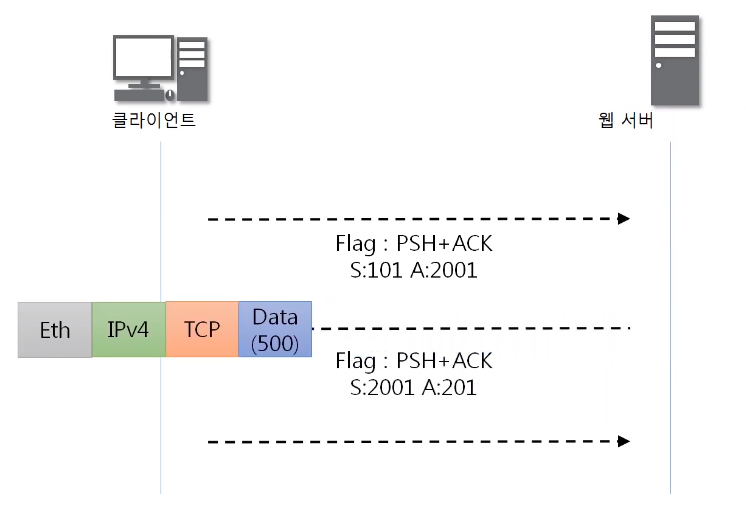 클라이언트
웹 서버
Flag : PSH+ACK
S:101 A:2001
Eth
IPv4
TCP
Data
(500)
Flag : PSH+ACK
S:2001 A:201